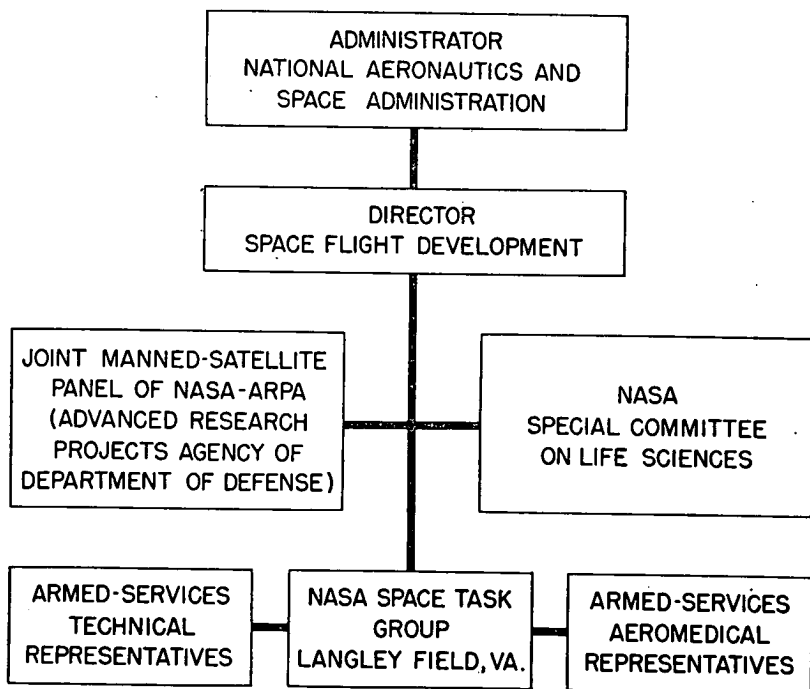 ADMINISTRATOR
NATIONAL AERONAUTICS AND
SPACE ADMINISTRATION
DIRECTOR
SPACE FLIGHT DEVELOPMENT
JOINT MANNED-SATELLITE
PANEL OF NASA-ARPA
(ADVANCED RESEARCH
PROJECTS AGENCY OF
DEPARTMENT OF DEFENSE)
NASA
SPECIAL COMMITTEE
ON LIFE SCIENCES
ARMED-SERVICES
TECHNICAL
REPRESENTATIVES
NASA SPACE TASK
GROUP
LANGLEY FIELD, VA.
ARMED-SERVICES
AEROMEDICAL
REPRESENTATIVES